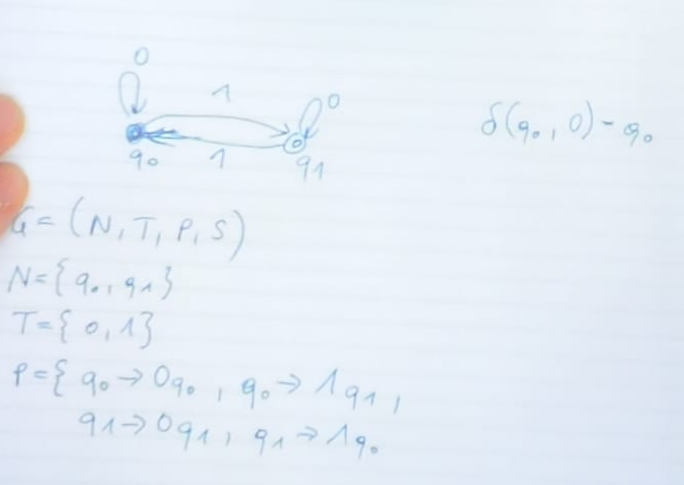 0
1
0
q0
1
q1
δ(q0, 0) - q0
G = (N, T, P, S)
N = { q0, q1 }
T = { 0, 1 }
P = { q0 → 0q0 , q0 → 1q1 ,
q1 → 0q1 , q1 → 1q0